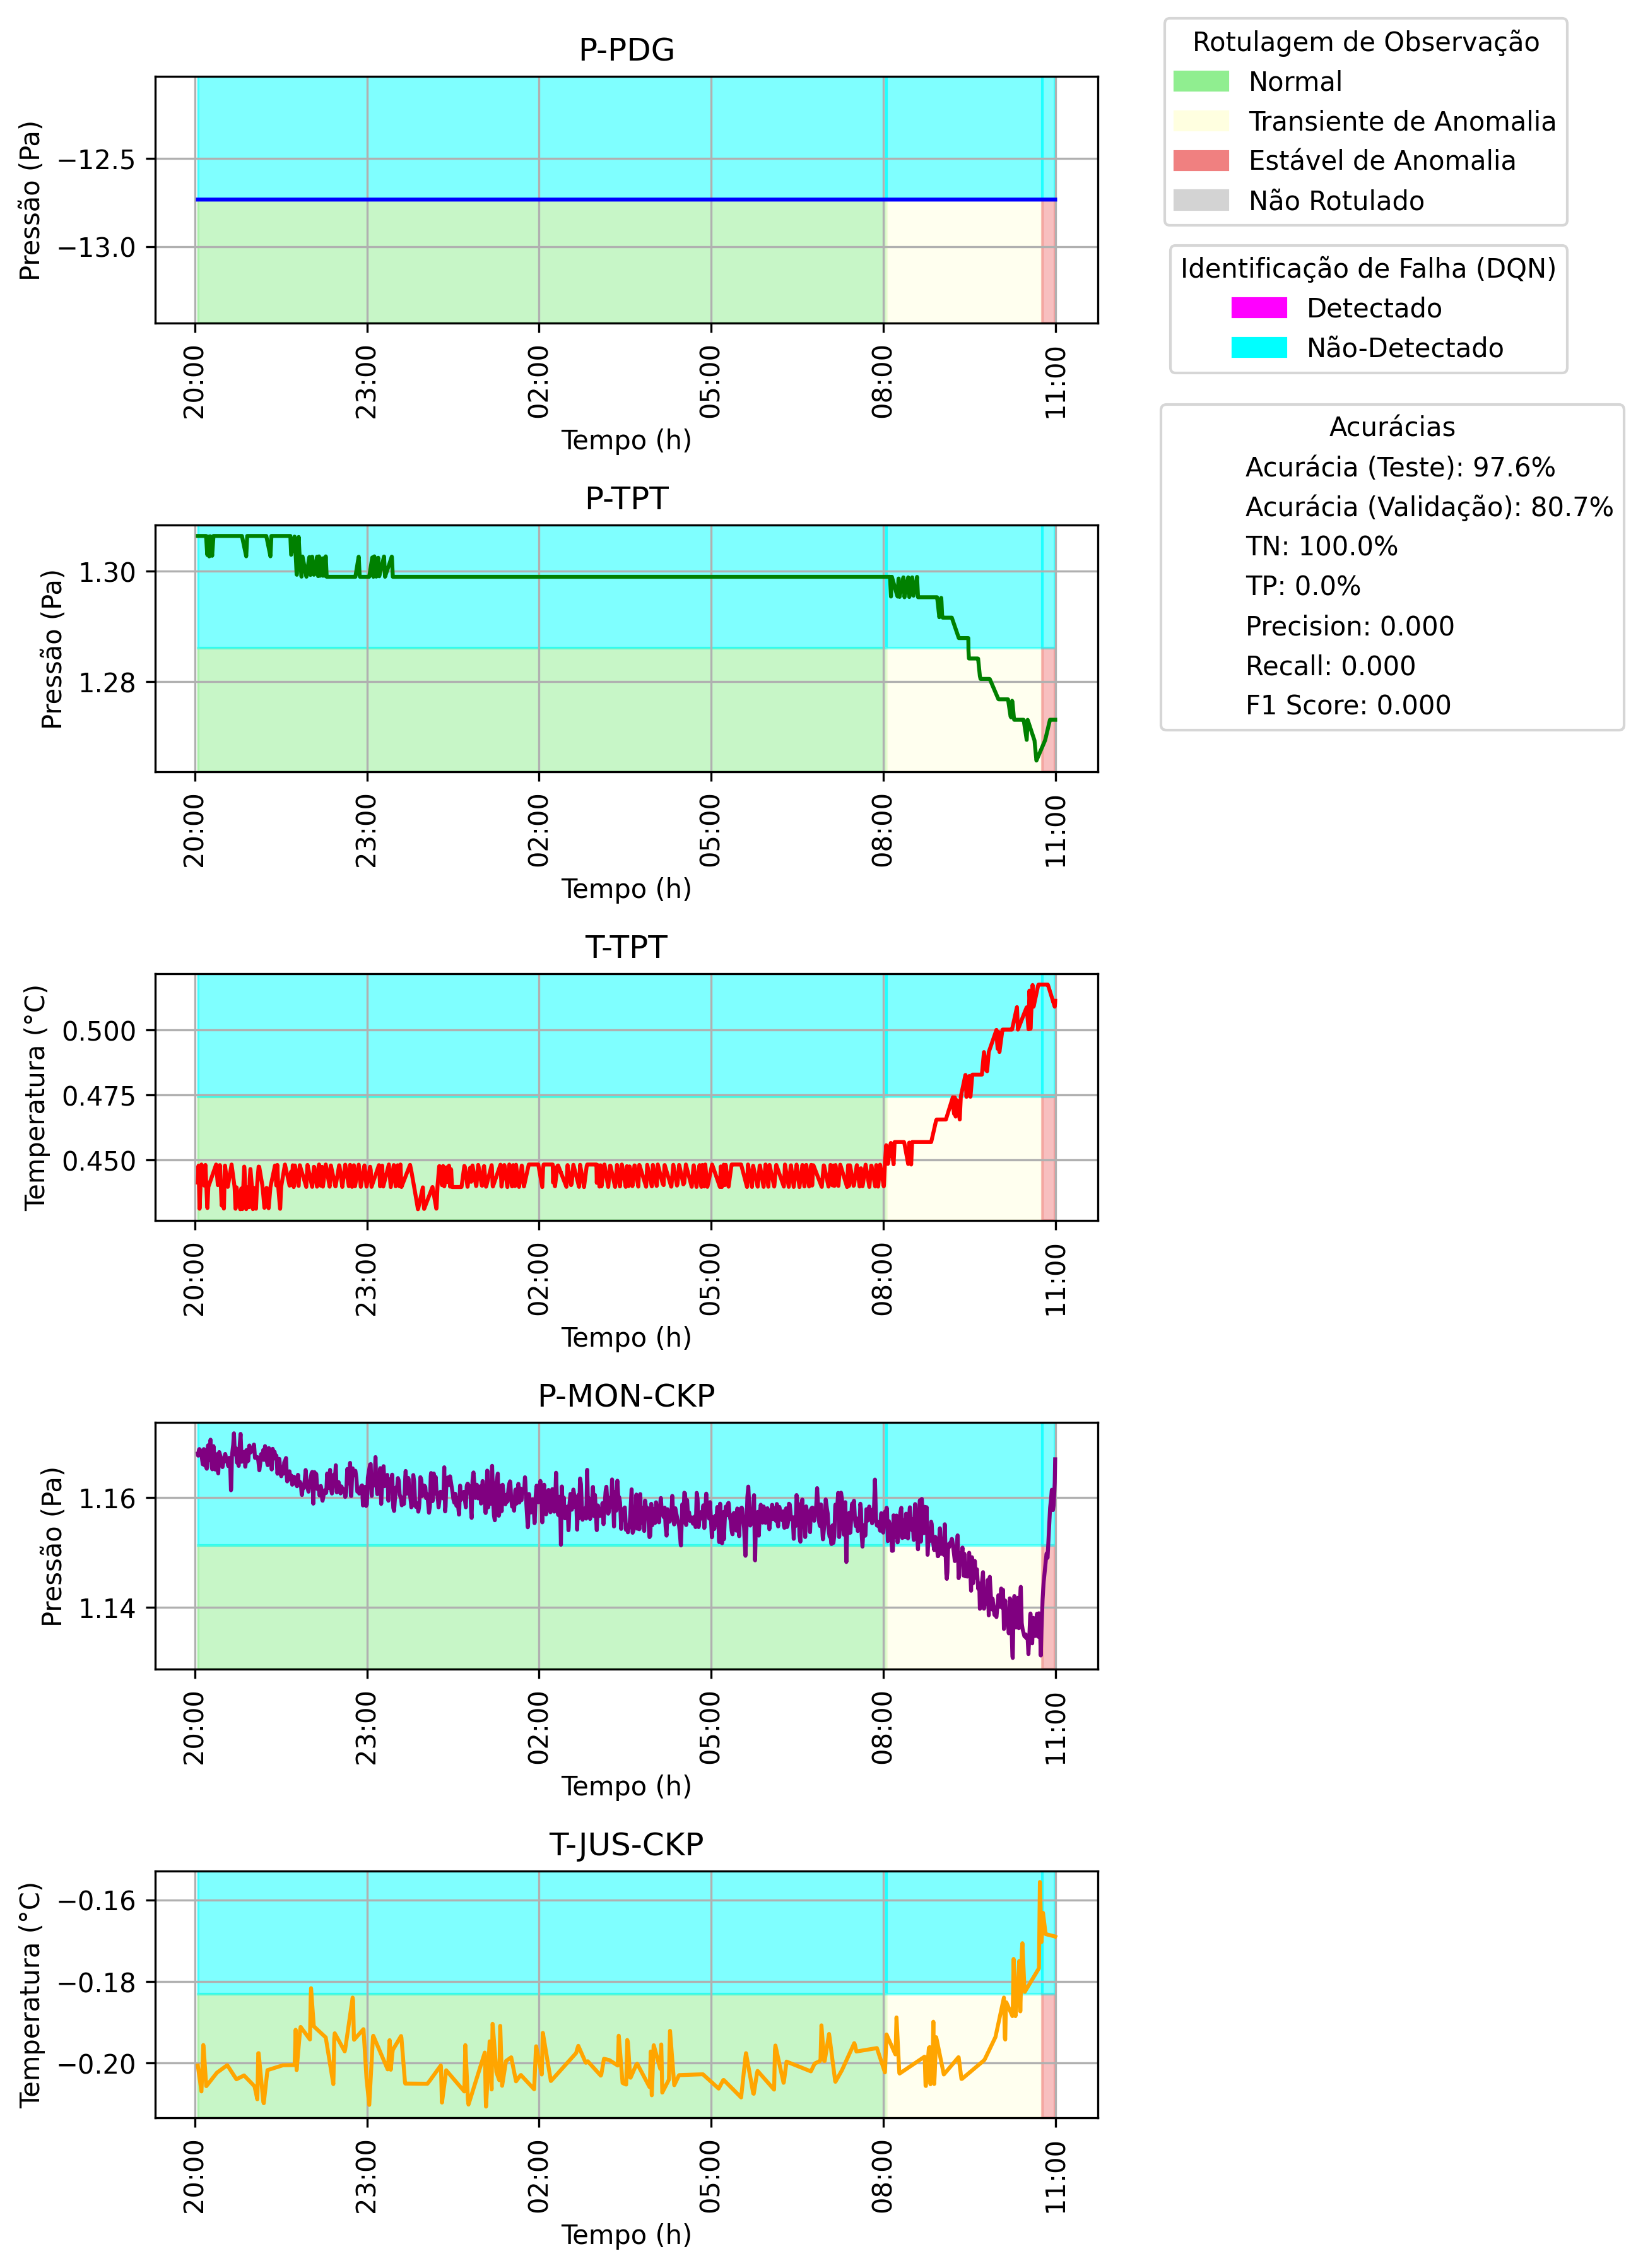 P-PDG
Pressão (Pa)
−12.5
−13.0
20:00
23:00
02:00
05:00
08:00
11:00
Tempo (h)
Rotulagem de Observação
Normal
Transiente de Anomalia
Estável de Anomalia
Não Rotulado
Identificação de Falha (DQN)
Detectado
Não-Detectado
Acurácias
Acurácia (Teste): 97.6%
Acurácia (Validação): 80.7%
TN: 100.0%
TP: 0.0%
Precision: 0.000
Recall: 0.000
F1 Score: 0.000
P-TPT
Pressão (Pa)
1.30
1.28
20:00
23:00
02:00
05:00
08:00
11:00
Tempo (h)
T-TPT
Temperatura (°C)
0.500
0.475
0.450
20:00
23:00
02:00
05:00
08:00
11:00
Tempo (h)
P-MON-CKP
Pressão (Pa)
1.16
1.14
20:00
23:00
02:00
05:00
08:00
11:00
Tempo (h)
T-JUS-CKP
Temperatura (°C)
−0.16
−0.18
−0.20
20:00
23:00
02:00
05:00
08:00
11:00
Tempo (h)